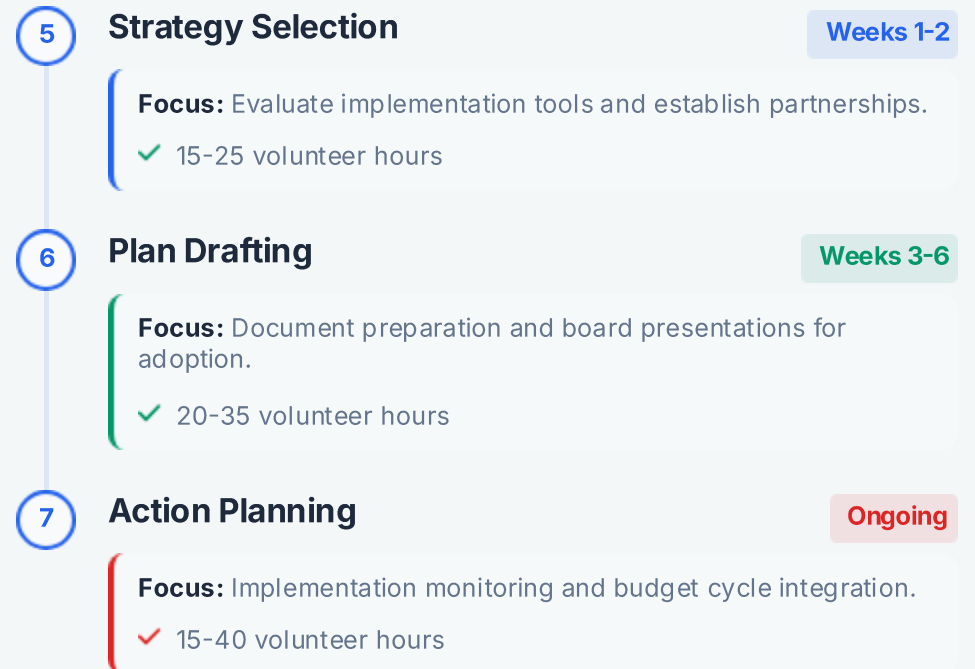 5
Strategy Selection
Weeks 1-2
Focus: Evaluate implementation tools and establish partnerships.
15-25 volunteer hours
6
Plan Drafting
Weeks 3-6
Focus: Document preparation and board presentations for
adoption.
20-35 volunteer hours
7
Action Planning
Ongoing
Focus: Implementation monitoring and budget cycle integration.
15-40 volunteer hours